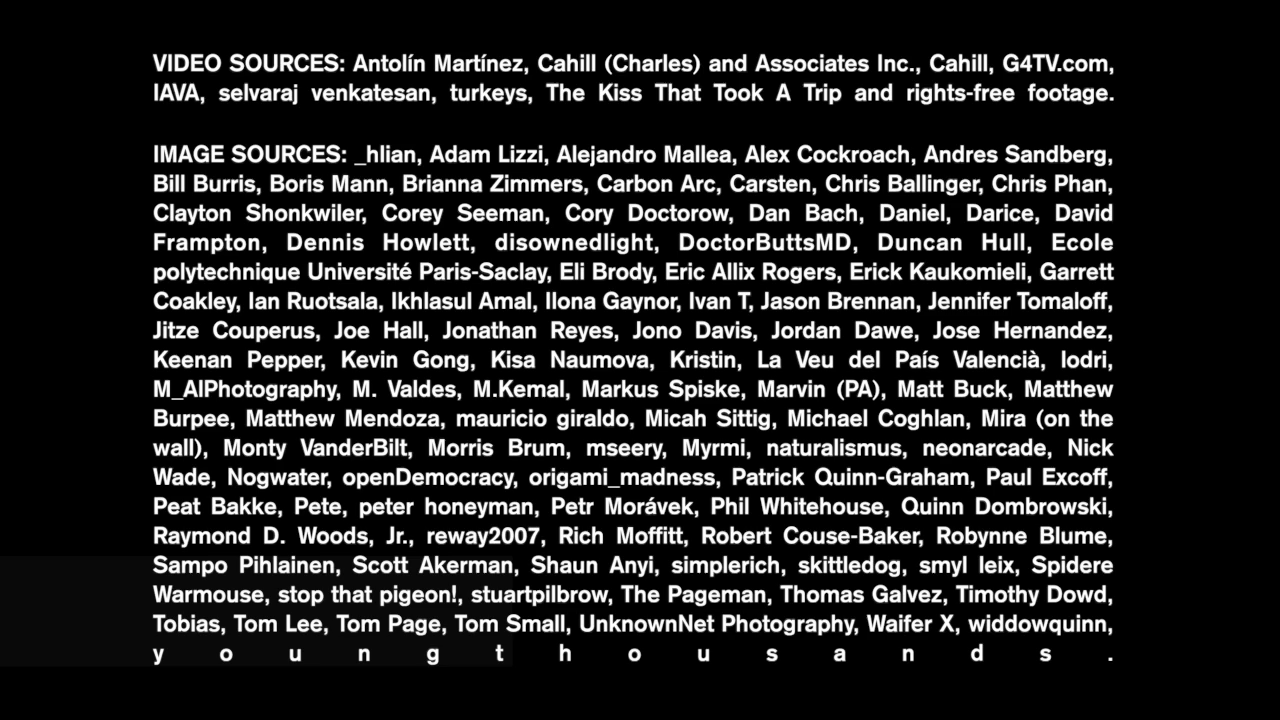 VIDEO SOURCES: Antolín Martínez, Cahill (Charles) and Associates Inc., Cahill, G4TV.com,
IAVA, selvaraj venkatesan, turkeys, The Kiss That Took A Trip and rights-free footage.
IMAGE SOURCES: _hlian, Adam Lizzi, Alejandro Mallea, Alex Cockroach, Andres Sandberg,
Bill Burris, Boris Mann, Brianna Zimmers, Carbon Arc, Carsten, Chris Ballinger, Chris Phan,
Clayton Shonkwiler, Corey Seeman, Cory Doctorow, Dan Bach, Daniel, Darice, David
Frampton, Dennis Howlett, disownedlight, DoctorButtsMD, Duncan Hull, Ecole
polytechnique Université Paris-Saclay, Eli Brody, Eric Allix Rogers, Erick Kaukomieli, Garrett
Coakley, Ian Ruotsala, Ikhlasul Amal, Ilona Gaynor, Ivan T, Jason Brennan, Jennifer Tomaloff,
Jitze Couperus, Joe Hall, Jonathan Reyes, Jono Davis, Jordan Dawe, Jose Hernandez,
Keenan Pepper, Kevin Gong, Kisa Naumova, Kristin, La Veu del País Valencià, lodri,
M_AlPhotography, M. Valdes, M.Kemal, Markus Spiske, Marvin (PA), Matt Buck, Matthew
Burpee, Matthew Mendoza, mauricio giraldo, Micah Sittig, Michael Coghlan, Mira (on the
wall), Monty VanderBilt, Morris Brum, mseery, Myrmi, naturalismus, neonarcade, Nick
Wade, Nogwater, openDemocracy, origami_madness, Patrick Quinn-Graham, Paul Excoff,
Peat Bakke, Pete, peter honeyman, Petr Morávek, Phil Whitehouse, Quinn Dombrowski,
Raymond D. Woods, Jr., reway2007, Rich Moffitt, Robert Couse-Baker, Robynne Blume,
Sampo Pihlainen, Scott Akerman, Shaun Anyi, simplerich, skittledog, smyl leix, Spidere
Warmouse, stop that pigeon!, stuartpilbrow, The Pageman, Thomas Galvez, Timothy Dowd,
Tobias, Tom Lee, Tom Page, Tom Small, UnknownNet Photography, Waifer X, widdowquinn,
youngthousands.